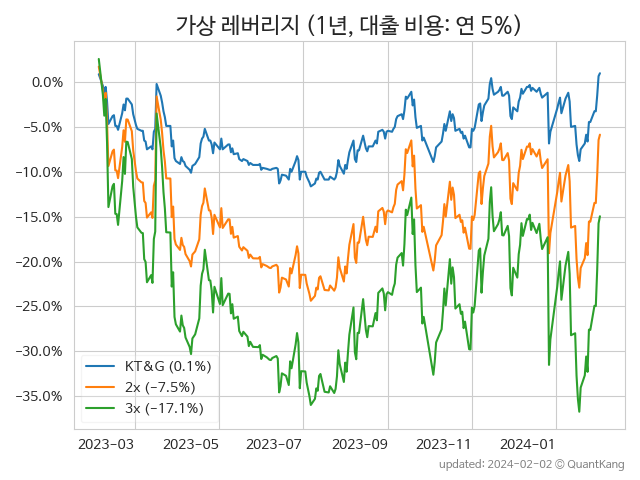 가상 레버리지 (1년, 대출 비용: 연 5%)
0.0%
−5.0%
−10.0%
−15.0%
−20.0%
−25.0%
−30.0%
−35.0%
KT&G (0.1%)
2x (−7.5%)
3x (−17.1%)
2023-03 2023-05 2023-07 2023-09 2023-11 2024-01
updated: 2024-02-02 © QuantKang